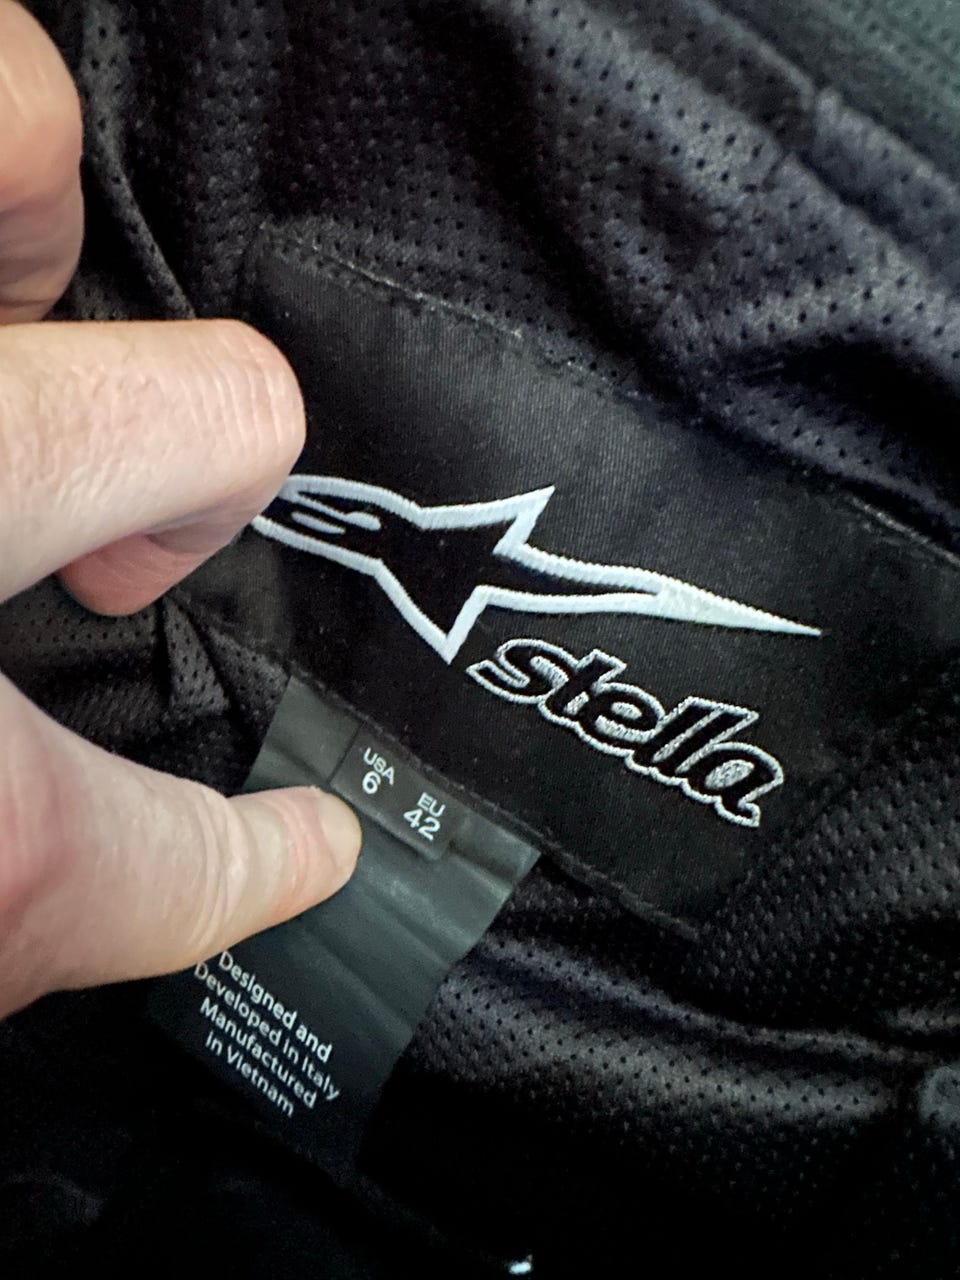 stella
USA
6
EU
42
Designed and
Developed in Italy
Manufactured
in Vietnam